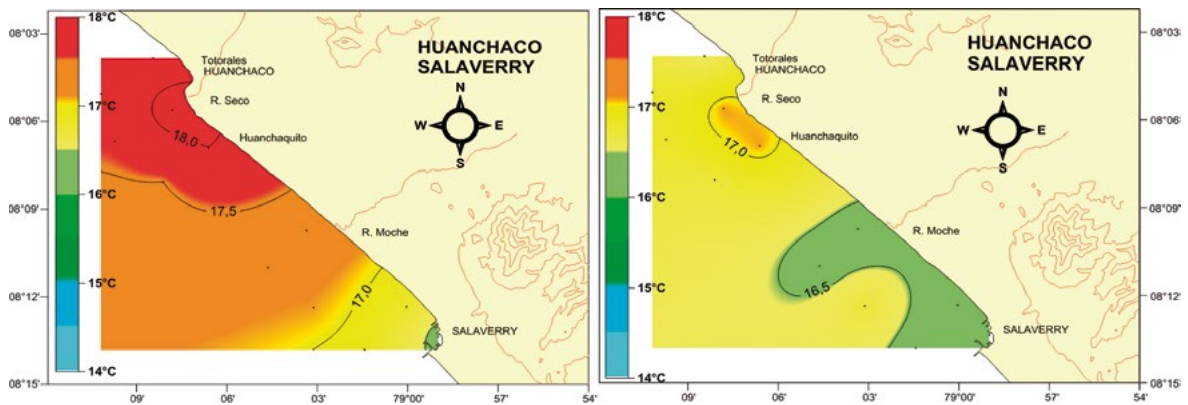 18°C
17°C
16°C
15°C
14°C
08°03'
08°06'
08°09'
08°12'
08°15'
Totorales
HUANCHACO
R. Seco
Huanchaquito
R. Moche
SALAVERRY
HUANCHACO
SALAVERRY
N
W E
S
18,0
17,5
17,0
09' 06' 03' 79°00' 57' 54'
18°C
17°C
16°C
15°C
14°C
Totorales
HUANCHACO
R. Seco
Huanchaquito
R. Moche
SALAVERRY
HUANCHACO
SALAVERRY
N
W E
S
17,0
16,5
08°03'
08°06'
08°09'
08°12'
08°15'
09' 06' 03' 79°00' 57' 54'